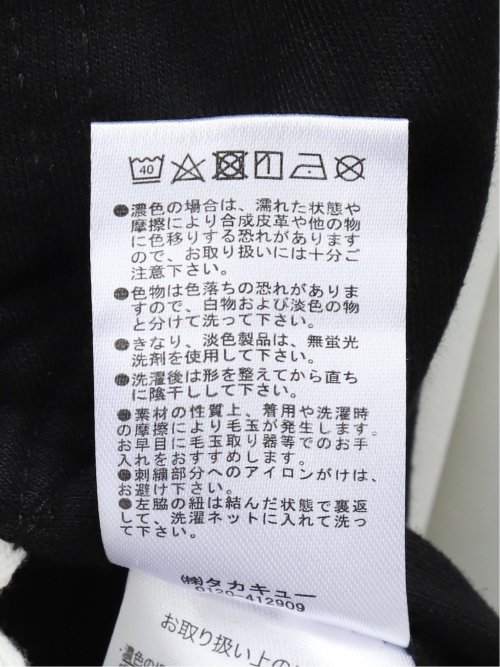 40
●濃色の場合は、濡れた状態や
摩擦により合成皮革や他の物
に色移りする恐れがあります
ので、お取り扱いには十分ご
注意下さい。
●色物は色落ちの恐れがありま
すので、白物および淡色の物
と分けて洗って下さい。
●きなり、淡色製品は、無蛍光
洗剤を使用して下さい。
●洗濯後は形を整えてから直ち
に陰干しして下さい。
●素材の性質上、着用や洗濯時
の摩擦により毛玉が発生します。
お早目に毛玉取り器等でのお手
入れをおすすめします。
●刺繍部分へのアイロンがけは、
お避け下さい。
●左脇の紐は結んだ状態で裏返
して、洗濯ネットに入れて洗っ
て下さい。
(株)タカキュー
0120-412909
お取り扱い上の